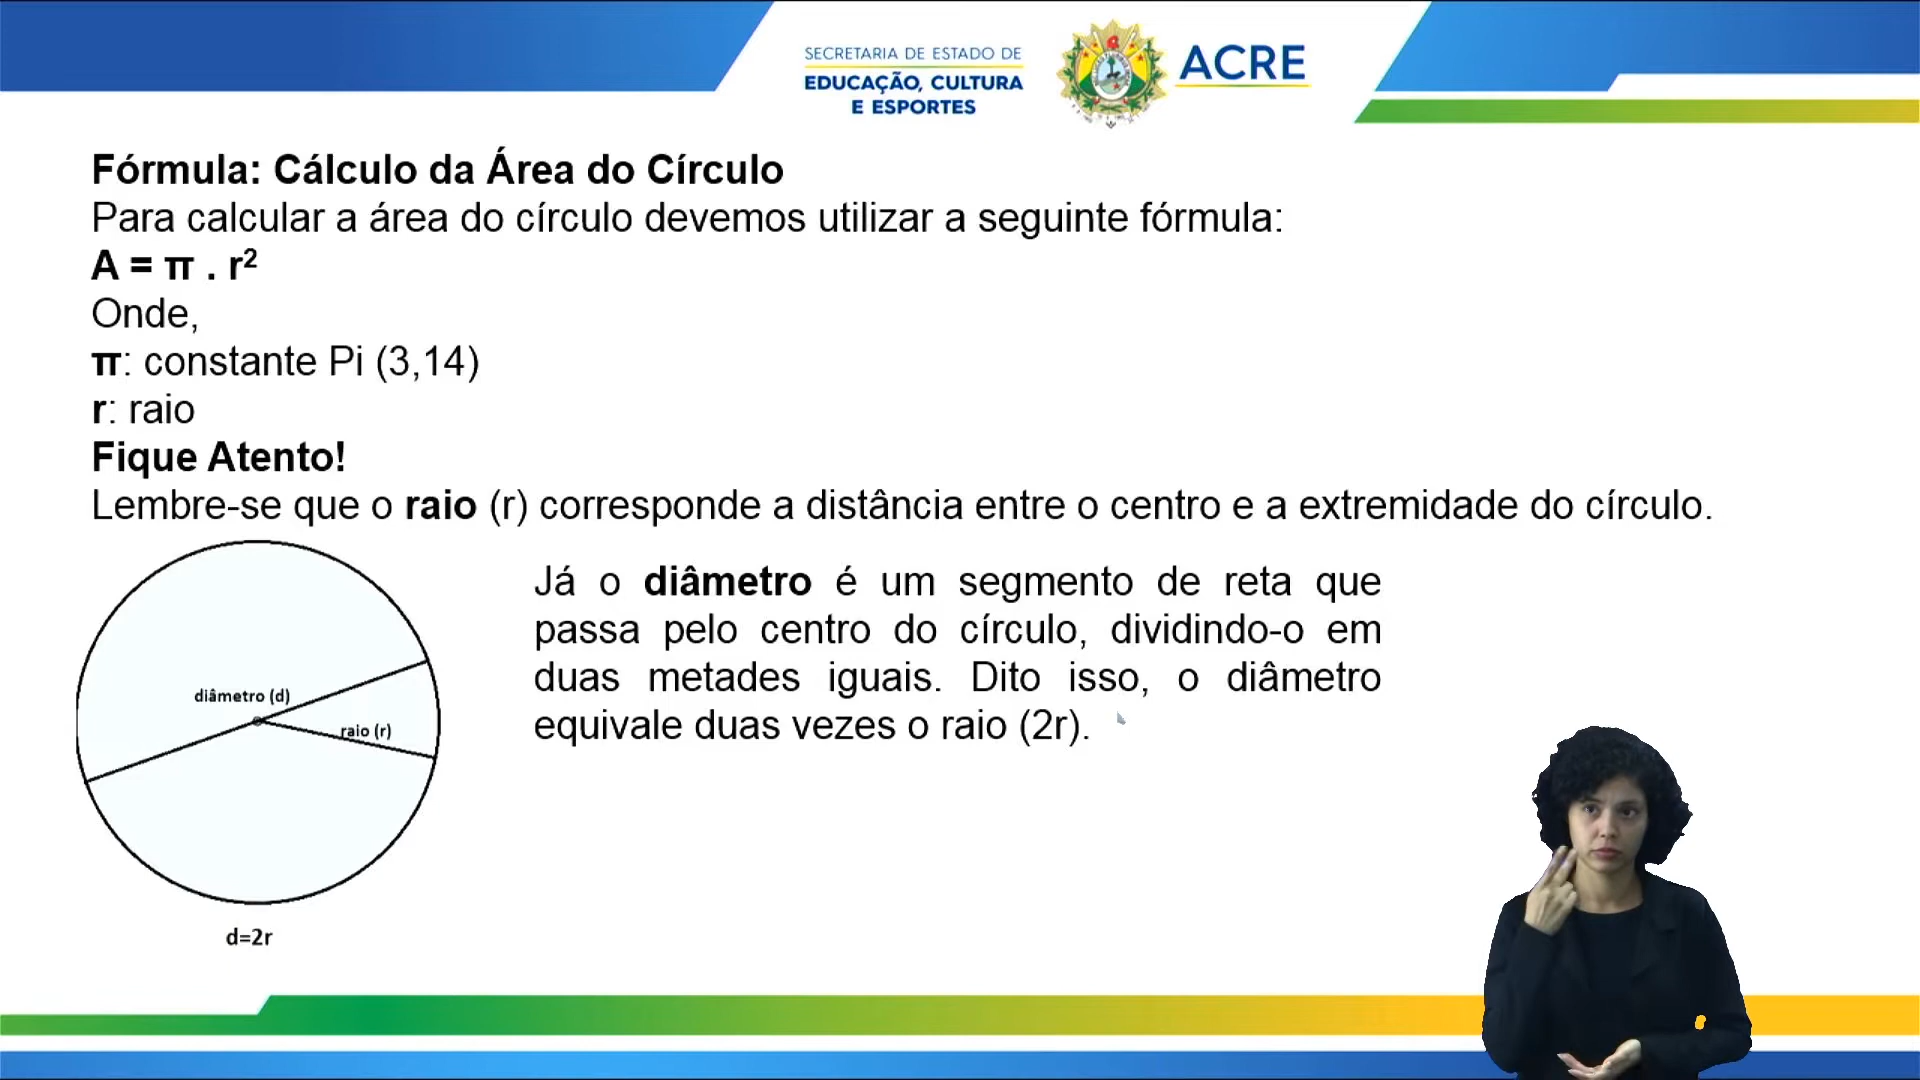 SECRETARIA DE ESTADO DE
EDUCAÇÃO, CULTURA
E ESPORTES
ACRE
Fórmula: Cálculo da Área do Círculo
Para calcular a área do círculo devemos utilizar a seguinte fórmula:
A = π . r²
Onde,
π: constante Pi (3,14)
r: raio
Fique Atento!
Lembre-se que o raio (r) corresponde a distância entre o centro e a extremidade do círculo.
Já o diâmetro é um segmento de reta que
passa pelo centro do círculo, dividindo-o em
duas metades iguais. Dito isso, o diâmetro
equivale duas vezes o raio (2r).
diâmetro (d)
raio (r)
d=2r